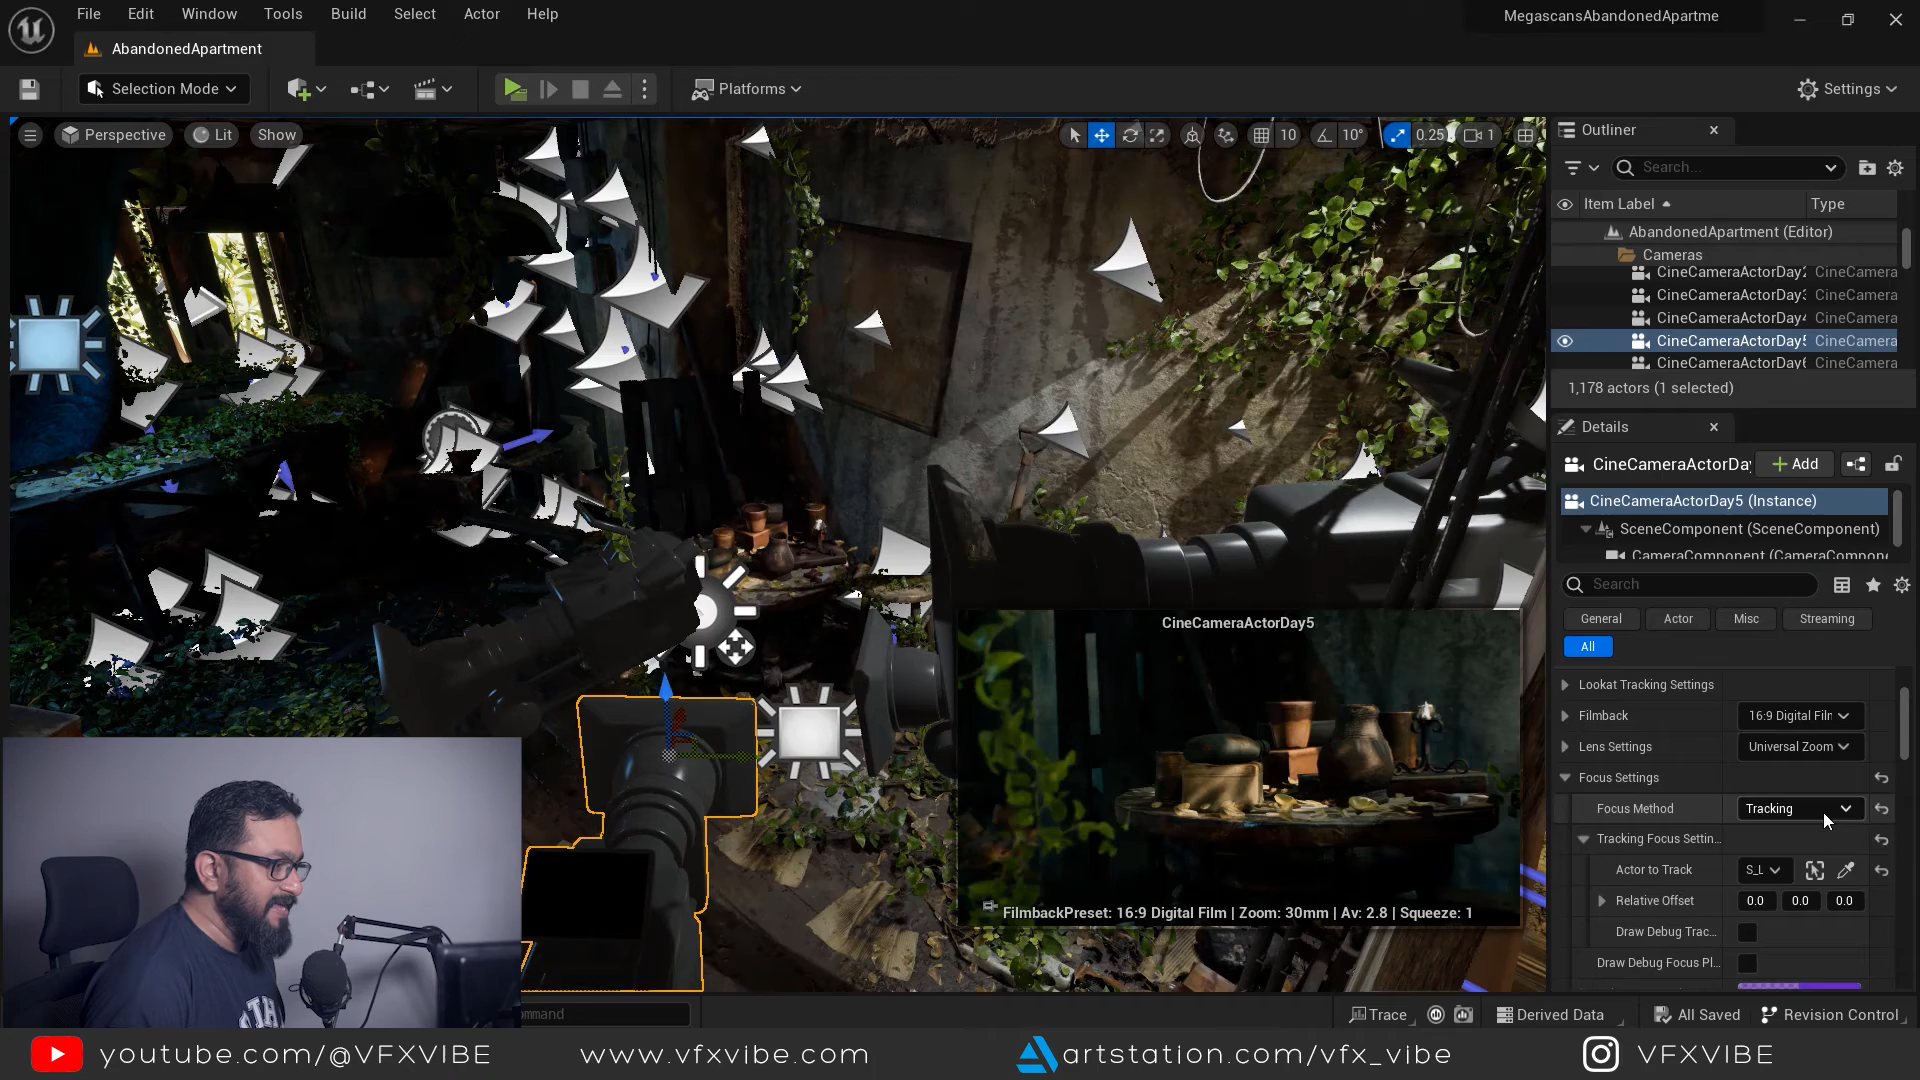 File Edit Window Tools Build Select Actor Help
MegascansAbandonedApartme
AbandonedApartment
Selection Mode
Platforms
Settings
Perspective Lit Show
10 10° 0.25 1
Outliner
Search...
Item Label Type
AbandonedApartment (Editor)
Cameras
CineCameraActorDay2 CineCamera
CineCameraActorDay3 CineCamera
CineCameraActorDay4 CineCamera
CineCameraActorDay5 CineCamera
CineCameraActorDay6 CineCamera
1,178 actors (1 selected)
Details
CineCameraActorDay Add
CineCameraActorDay5 (Instance)
SceneComponent (SceneComponent)
CameraComponent (CameraCompone
Search
General Actor Misc Streaming
All
Lookat Tracking Settings
Filmback 16:9 Digital Film
Lens Settings Universal Zoom
Focus Settings
Focus Method Tracking
Tracking Focus Settin...
Actor to Track S_L
Relative Offset 0.0 0.0 0.0
Draw Debug Trac...
Draw Debug Focus Pl...
CineCameraActorDay5
FilmbackPreset: 16:9 Digital Film | Zoom: 30mm | Av: 2.8 | Squeeze: 1
ommand
Trace Derived Data All Saved Revision Control
youtube.com/@VFXVIBE www.vfxvibe.com artstation.com/vfx_vibe VFXVIBE